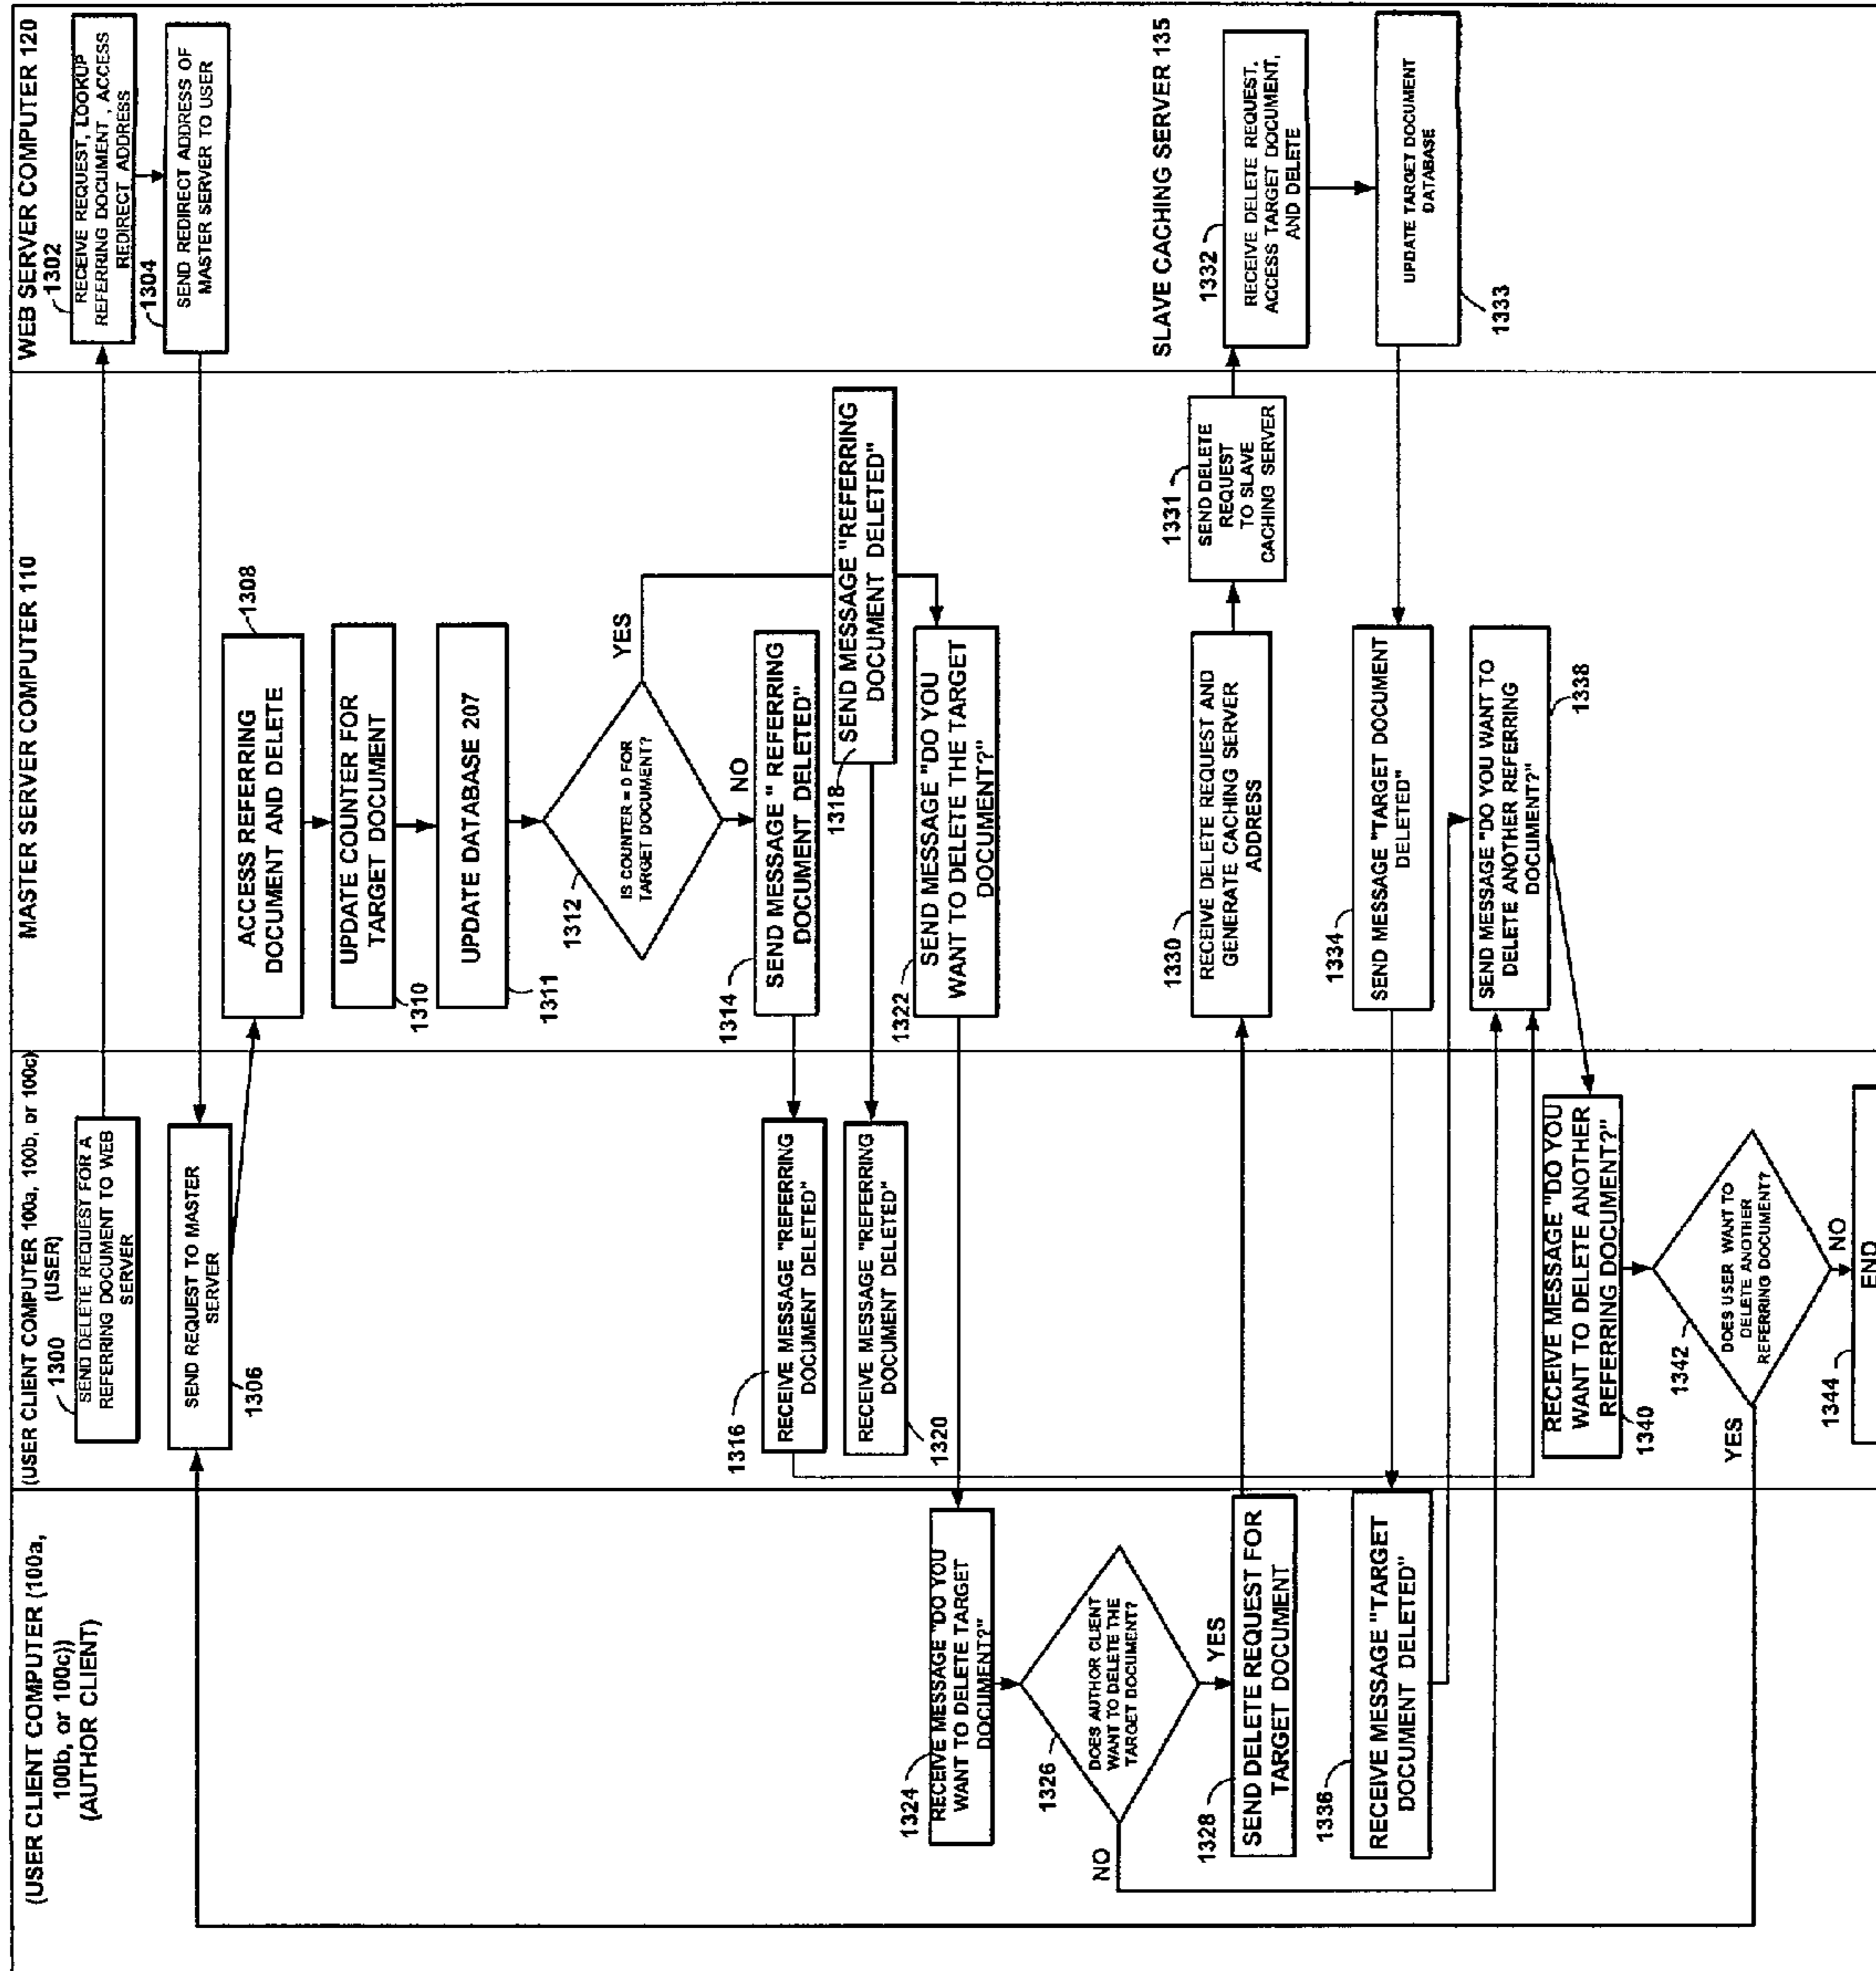 (USER CLIENT COMPUTER (100a,
100b, or 100c))
(AUTHOR CLIENT)
(USER CLIENT COMPUTER 100a, 100b, or 100c)
(USER)
MASTER SERVER COMPUTER 110
WEB SERVER COMPUTER 120
1300
SEND DELETE REQUEST FOR A
REFERRING DOCUMENT TO WEB
SERVER
1302
RECEIVE REQUEST, LOOKUP
REFERRING DOCUMENT , ACCESS
REDIRECT ADDRESS
1304
SEND REDIRECT ADDRESS OF
MASTER SERVER TO USER
SEND REQUEST TO MASTER
SERVER
1306
1308
ACCESS REFERRING
DOCUMENT AND DELETE
UPDATE COUNTER FOR
TARGET DOCUMENT
1310
UPDATE DATABASE 207
1311
1312
IS COUNTER = 0 FOR
TARGET DOCUMENT?
YES
NO
1314
SEND MESSAGE " REFERRING
DOCUMENT DELETED"
1316
RECEIVE MESSAGE "REFERRING
DOCUMENT DELETED"
1318
SEND MESSAGE "REFERRING
DOCUMENT DELETED"
RECEIVE MESSAGE "REFERRING
DOCUMENT DELETED"
1320
1322
SEND MESSAGE "DO YOU
WANT TO DELETE THE TARGET
DOCUMENT?"
1324
RECEIVE MESSAGE "DO YOU
WANT TO DELETE TARGET
DOCUMENT?"
1326
DOES AUTHOR CLIENT
WANT TO DELETE THE
TARGET DOCUMENT?
NO
YES
1328
SEND DELETE REQUEST FOR
TARGET DOCUMENT
1330
RECEIVE DELETE REQUEST AND
GENERATE CACHING SERVER
ADDRESS
1331
SEND DELETE
REQUEST
TO SLAVE
CACHING SERVER
SLAVE CACHING SERVER 135
1332
RECEIVE DELETE REQUEST,
ACCESS TARGET DOCUMENT,
AND DELETE
UPDATE TARGET DOCUMENT
DATABASE
1333
1334
SEND MESSAGE "TARGET DOCUMENT
DELETED"
1336
RECEIVE MESSAGE "TARGET
DOCUMENT DELETED"
SEND MESSAGE "DO YOU WANT TO
DELETE ANOTHER REFERRING
DOCUMENT?"
1338
RECEIVE MESSAGE "DO YOU
WANT TO DELETE ANOTHER
REFERRING DOCUMENT?"
1340
1342
DOES USER WANT TO
DELETE ANOTHER
REFERRING DOCUMENT?
YES
NO
1344
END